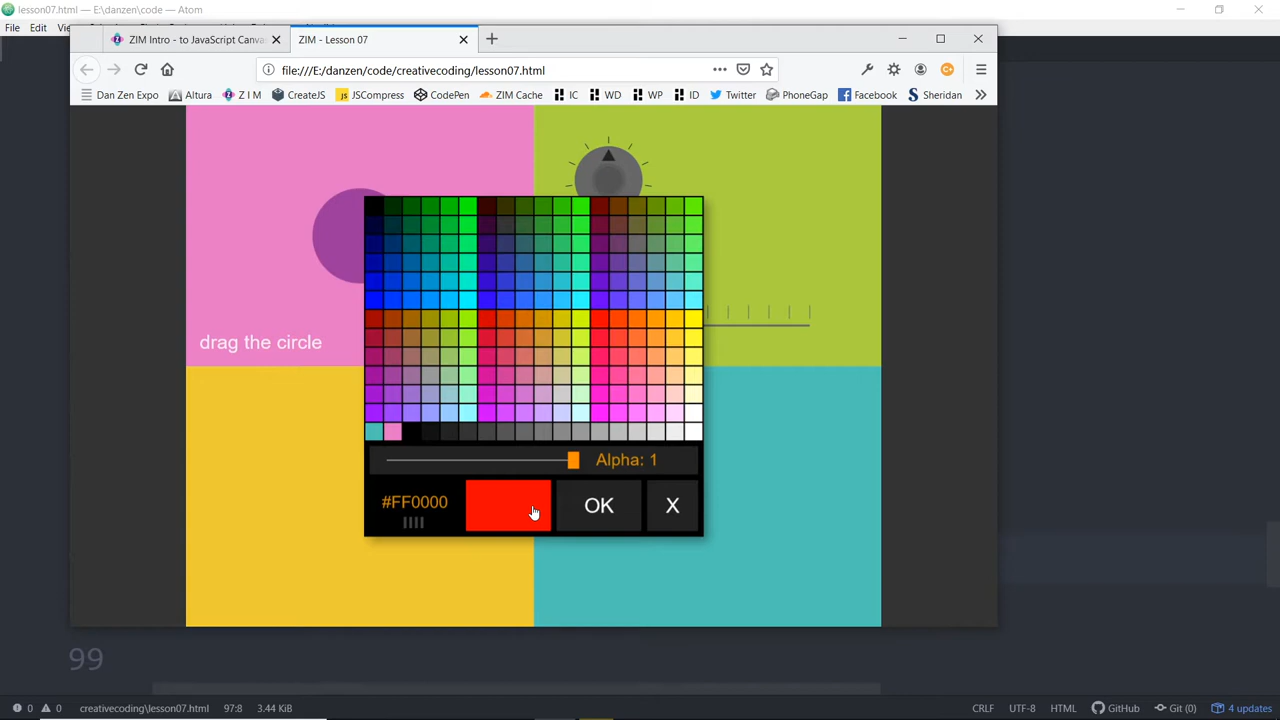 lesson07.html — E:\danzen\code — Atom
File Edit Vi
ZIM Intro - to JavaScript Canva
ZIM - Lesson 07
file:///E:/danzen/code/creativecoding/lesson07.html
Dan Zen Expo Altura Z I M CreateJS JSCompress CodePen ZIM Cache IC WD WP ID Twitter PhoneGap Facebook Sheridan
drag the circle
Alpha: 1
#FF0000
OK
X
99
0 0 creativecoding\lesson07.html 97:8 3.44 KiB CRLF UTF-8 HTML GitHub Git (0) 4 updates